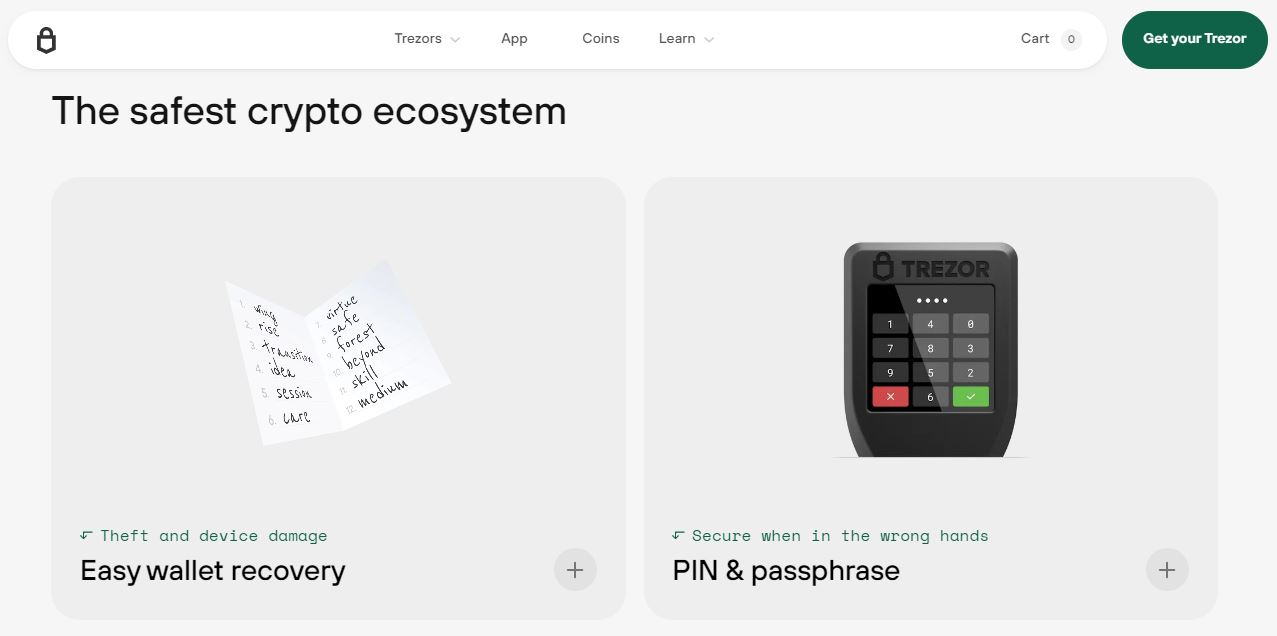 Trezors
App
Coins
Learn
Cart 0
Get your Trezor
The safest crypto ecosystem
1. wing
2. rise
3. transition
4. idea
5. session
6. care
7. virtue
8. safe
9. forest
10. beyond
11. skill
12. medium
Theft and device damage
Easy wallet recovery
TREZOR
1 4 0
7 8 3
9 5 2
6
Secure when in the wrong hands
PIN & passphrase